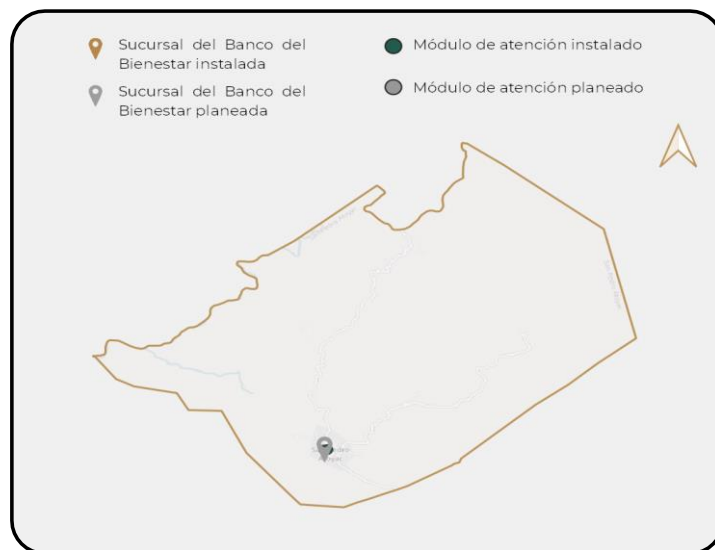 Sucursal del Banco del
Bienestar instalada
Sucursal del Banco del
Bienestar planeada
Módulo de atención instalado
Módulo de atención planeado